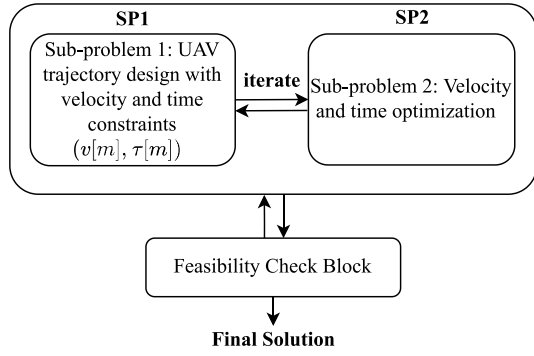 SP1
SP2
Sub-problem 1: UAV
trajectory design with
velocity and time
constraints
(v[m], τ[m])
iterate
Sub-problem 2: Velocity
and time optimization
Feasibility Check Block
Final Solution